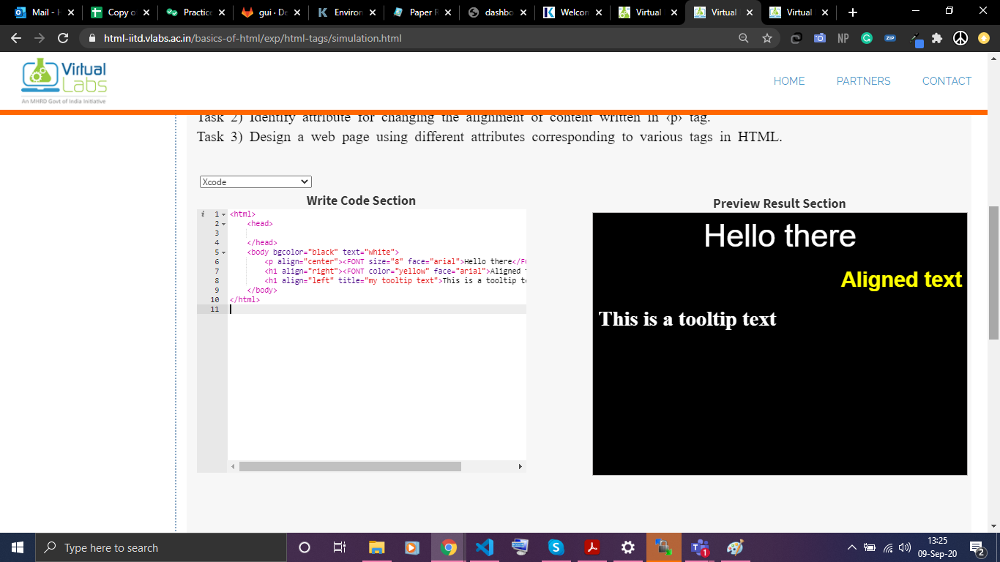 Mail - H
Copy o
Practice
gui · De
Environ
Paper R
dashbo
Welcom
Virtual
Virtual
Virtual
html-iitd.vlabs.ac.in/basics-of-html/exp/html-tags/simulation.html
NP
ZIP
Virtual
Labs
An MHRD Govt of India Initiative
HOME PARTNERS CONTACT
Task 2) Identify attribute for changing the alignment of content written in ‹p› tag.
Task 3) Design a web page using different attributes corresponding to various tags in HTML.
Xcode
Write Code Section
Preview Result Section
1 <html>
2 <head>
3
4 </head>
5 <body bgcolor="black" text="white">
6 <p align="center"><FONT size="8" face="arial">Hello there</FO
7 <h1 align="right"><FONT color="yellow" face="arial">Aligned t
8 <h1 align="left" title="my tooltip text">This is a tooltip te
9 </body>
10 </html>
11
Hello there
Aligned text
This is a tooltip text
Type here to search
13:25
09-Sep-20